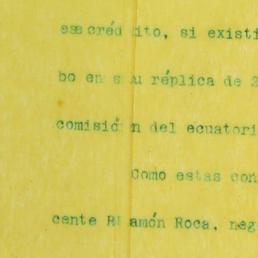 ese crédito, si existi
bo en su réplica de 2
comisión del ecuatori
Como estas con
cente Ramón Roca, neg